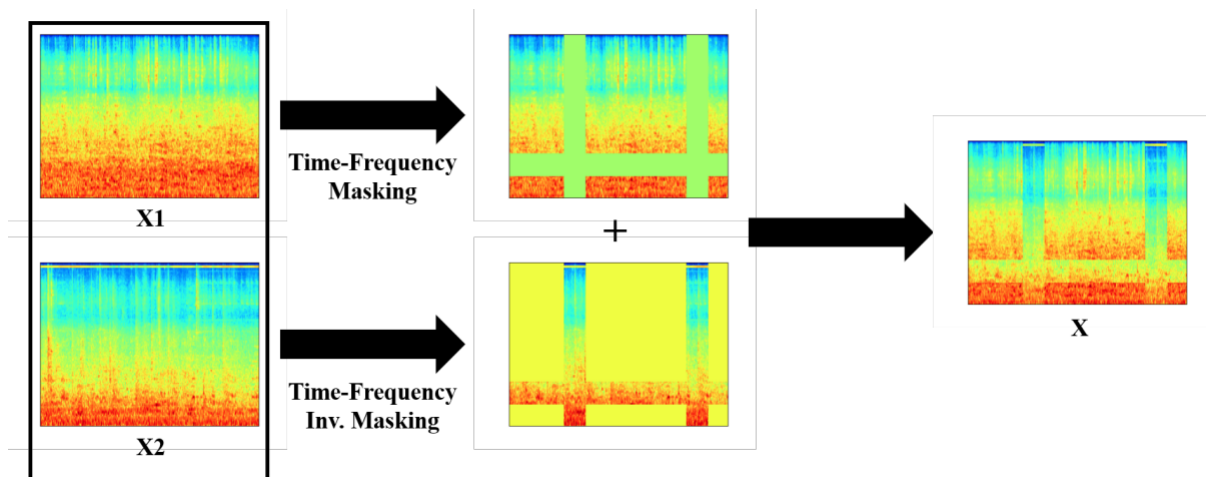 X1
Time-Frequency
Masking
+
X2
Time-Frequency
Inv. Masking
X